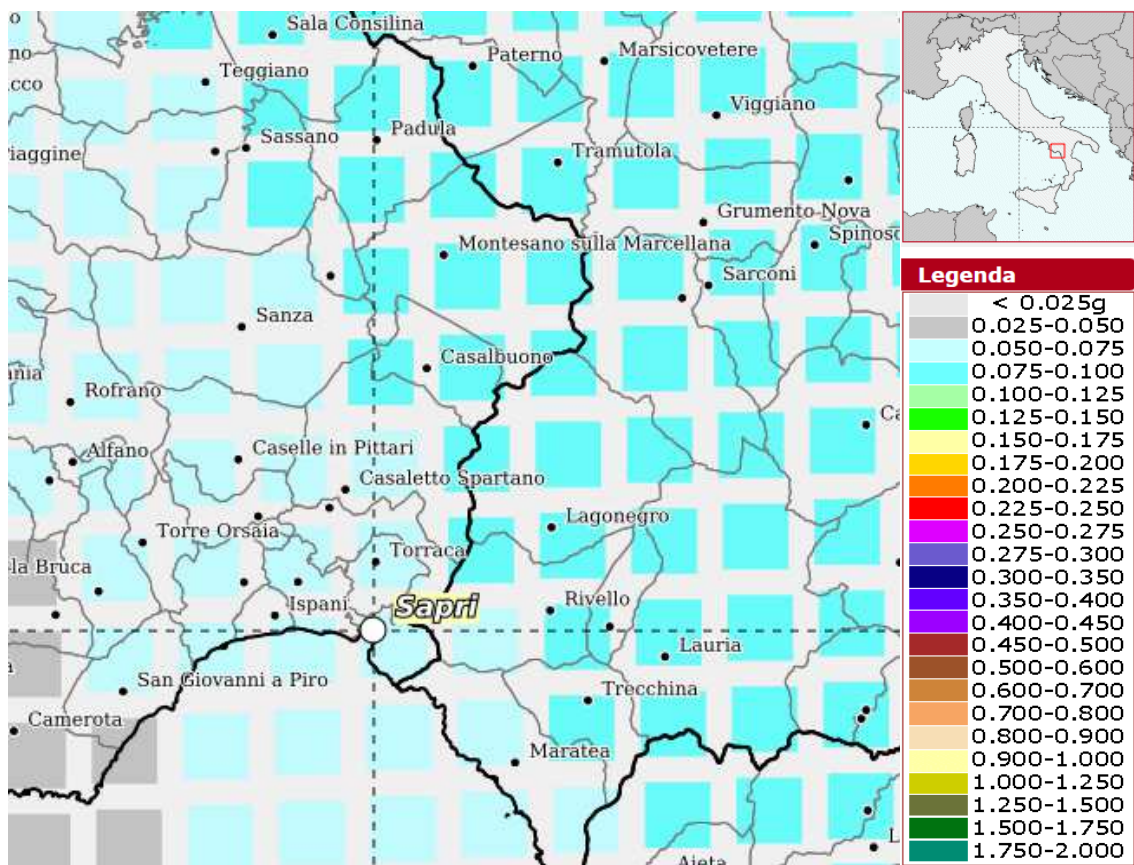 Sala Consilina
Marsicovetere
Paterno
Teggiano
Viggiano
Sassano
Padula
Tramutola
Grumento Nova
Montesano sulla Marcellana
Spinoso
Sarconi
Sanza
Casalbuono
Rofrano
Alfano
Caselle in Pittari
Casaletto Spartano
Torre Orsaia
Lagonegro
Torraca
la Bruca
Ispani
Sapri
Rivello
Lauria
San Giovanni a Piro
Trecchina
Camerota
Maratea
Aieta
Legenda
< 0.025g
0.025-0.050
0.050-0.075
0.075-0.100
0.100-0.125
0.125-0.150
0.150-0.175
0.175-0.200
0.200-0.225
0.225-0.250
0.250-0.275
0.275-0.300
0.300-0.350
0.350-0.400
0.400-0.450
0.450-0.500
0.500-0.600
0.600-0.700
0.700-0.800
0.800-0.900
0.900-1.000
1.000-1.250
1.250-1.500
1.500-1.750
1.750-2.000